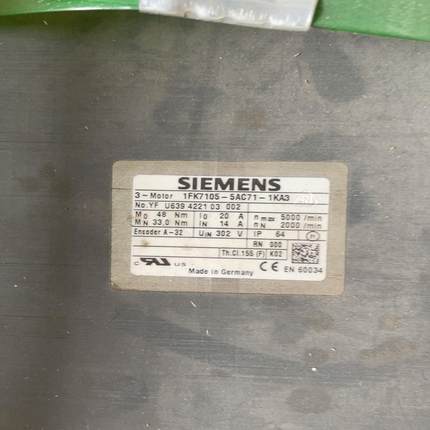 SIEMENS
3~Motor 1FK7105-5AC71-1KA3
No.YF U639 4221 03 002
M0 48 Nm I0 20 A nmax 5000 /min
MN 33.0 Nm IN 14 A nN 2000 /min
Encoder A-32 UIN 302 V IP 64 H
RN 000
Th.Cl.155 (F) K02
c US
Made in Germany CE EN 60034